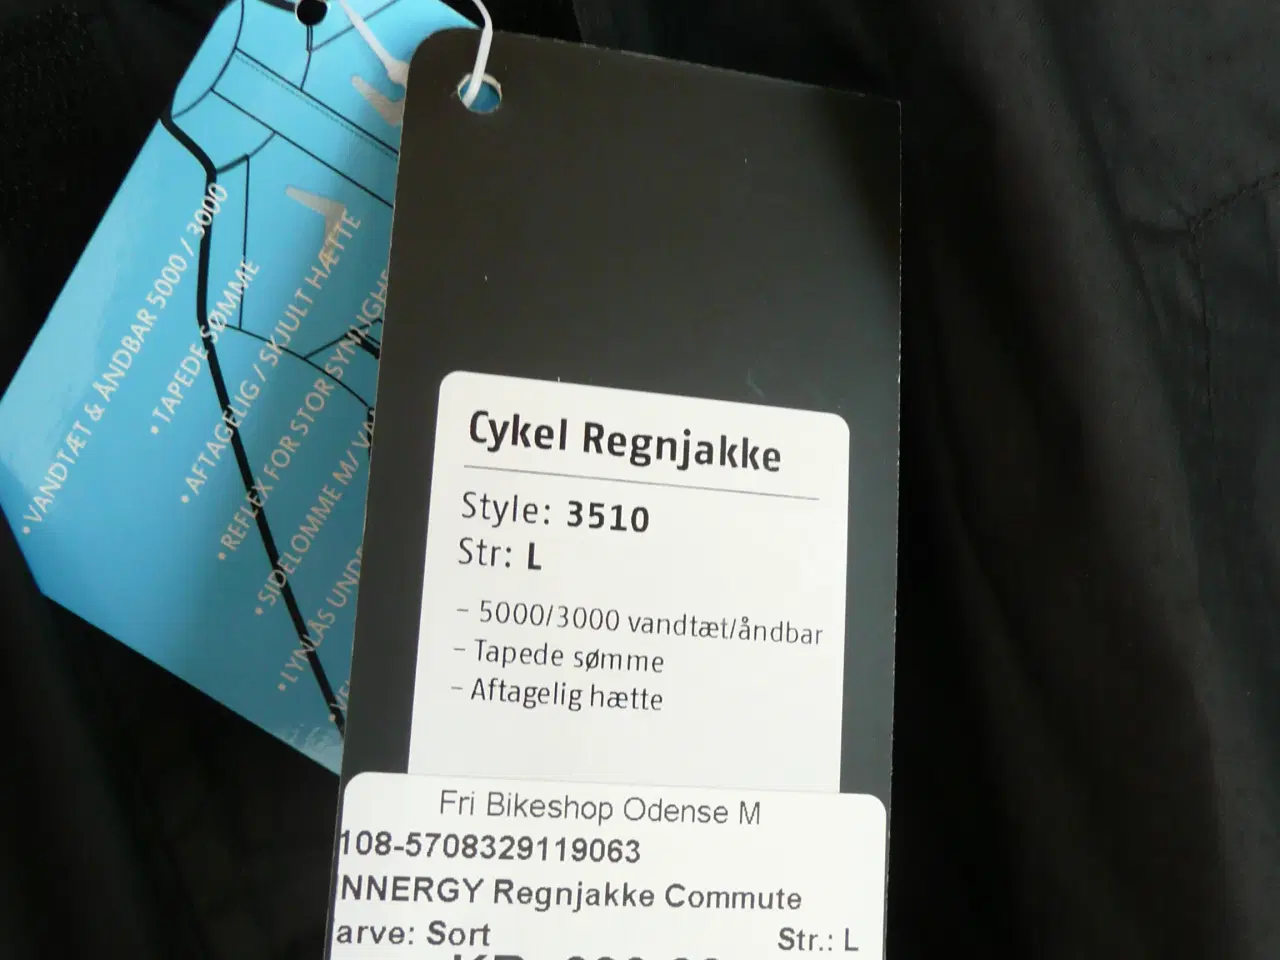 • VANDTÆT & ÅNDBAR 5000 / 3000
• TAPEDE SØMME
• AFTAGELIG / SKJULT HÆTTE
• REFLEX FOR STOR
• SIDELOMME M/
• LYNLÅS
Cykel Regnjakke
Style: 3510
Str: L
– 5000/3000 vandtæt/åndbar
– Tapede sømme
– Aftagelig hætte
Fri Bikeshop Odense M
108-5708329119063
NNERGY Regnjakke Commute
arve: Sort Str.: L